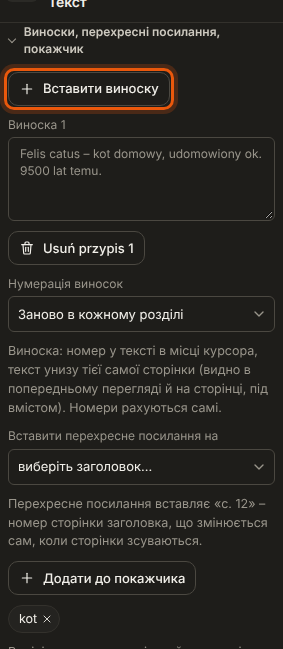 Текст
Виноски, перехресні посилання,
покажчик
Вставити виноску
Виноска 1
Felis catus – kot domowy, udomowiony ok.
9500 lat temu.
Usuń przypis 1
Нумерація виносок
Заново в кожному розділі
Виноска: номер у тексті в місці курсора,
текст унизу тієї самої сторінки (видно в
попередньому перегляді й на сторінці, під
вмістом). Номери рахуються самі.
Вставити перехресне посилання на
виберіть заголовок...
Перехресне посилання вставляє «с. 12» –
номер сторінки заголовка, що змінюється
сам, коли сторінки зсуваються.
Додати до покажчика
kot ×